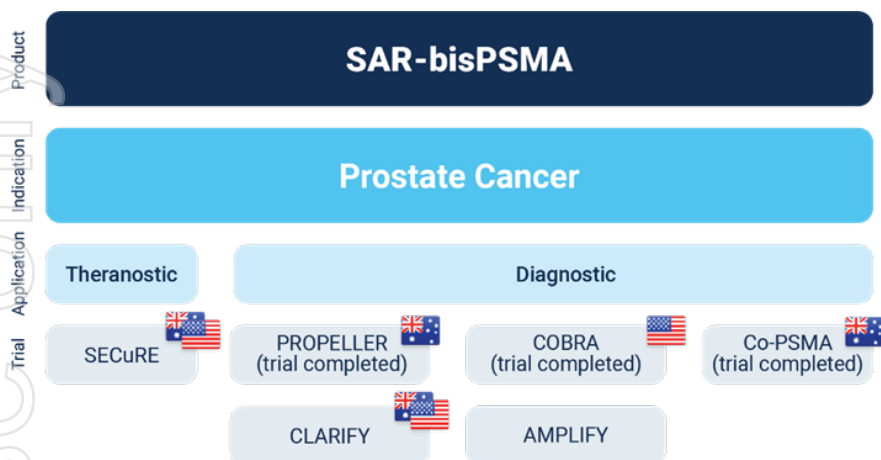 Product
SAR-bisPSMA
Indication
Prostate Cancer
Application
Theranostic
Diagnostic
Trial
SECuRE
PROPELLER
(trial completed)
COBRA
(trial completed)
Co-PSMA
(trial completed)
CLARIFY
AMPLIFY